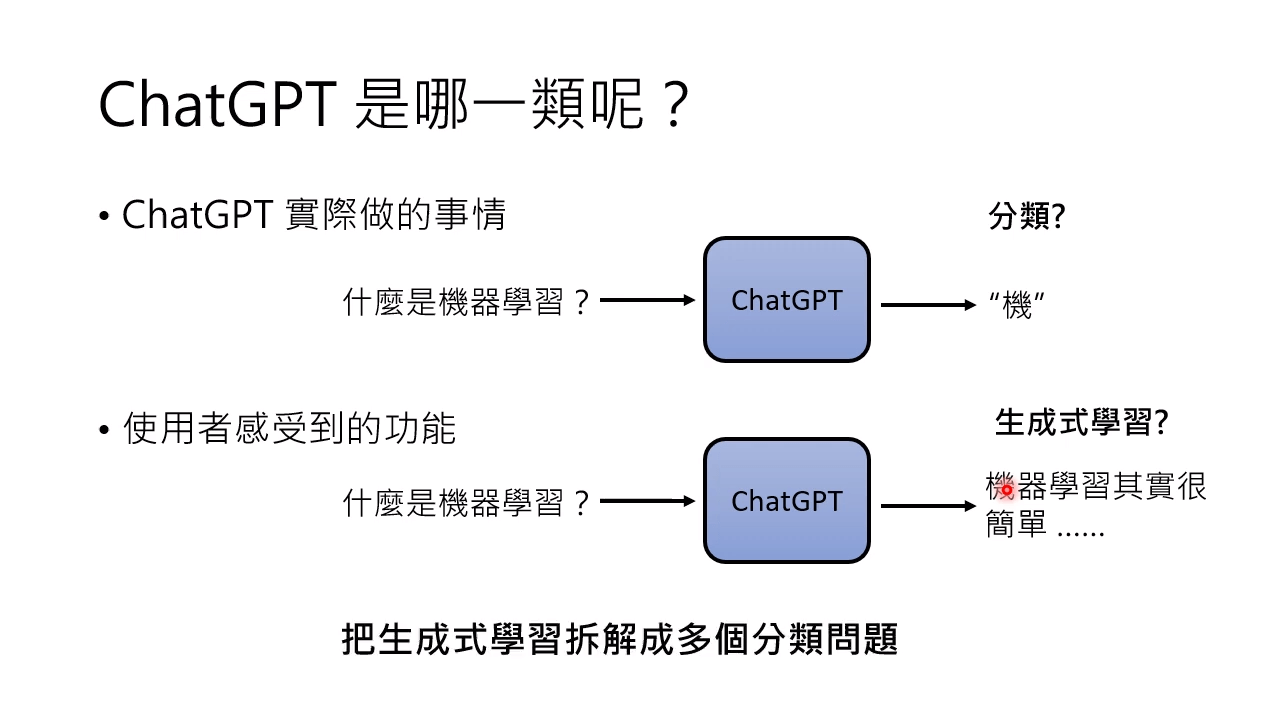 ChatGPT 是哪一類呢？
• ChatGPT 實際做的事情
分類?
什麼是機器學習？
ChatGPT
“機”
• 使用者感受到的功能
生成式學習?
什麼是機器學習？
ChatGPT
機器學習其實很
簡單 ……
把生成式學習拆解成多個分類問題